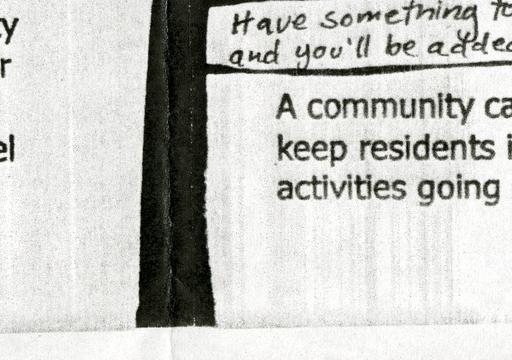 y
r
el
Have something to
and you'll be added
A community ca
keep residents i
activities going